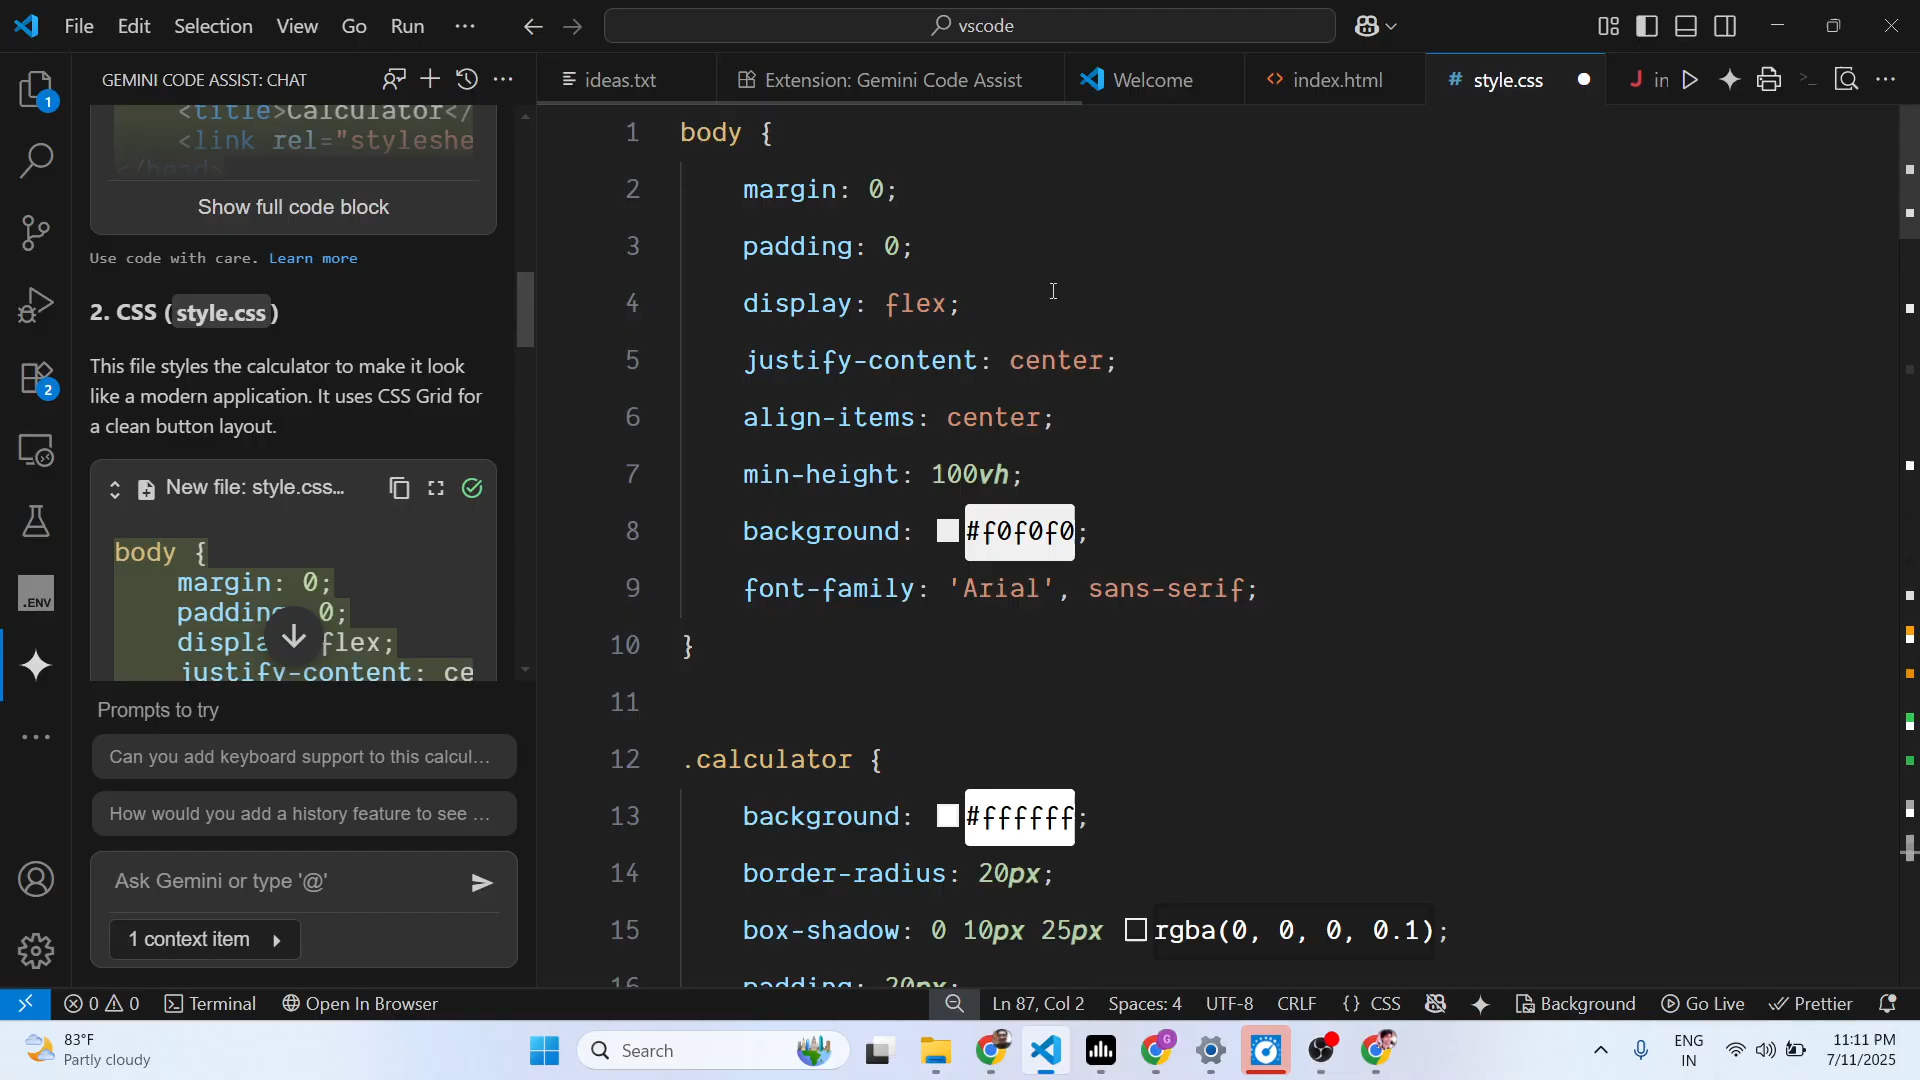 File Edit Selection View Go Run ···
vscode
GEMINI CODE ASSIST: CHAT
ideas.txt
Extension: Gemini Code Assist
Welcome
<> index.html
# style.css
J in
1
2
.ENV
<title>Calculator</
<link rel="styleshe
</head>
Show full code block
Use code with care. Learn more
2. CSS (style.css)
This file styles the calculator to make it look
like a modern application. It uses CSS Grid for
a clean button layout.
New file: style.css...
body {
margin: 0;
padding: 0;
flex;
justify-content: ce
Prompts to try
Can you add keyboard support to this calcul...
How would you add a history feature to see ...
Ask Gemini or type '@'
1 context item
1 body {
2 margin: 0;
3 padding: 0;
4 display: flex;
5 justify-content: center;
6 align-items: center;
7 min-height: 100vh;
8 background: #f0f0f0;
9 font-family: 'Arial', sans-serif;
10 }
11
12 .calculator {
13 background: #ffffff;
14 border-radius: 20px;
15 box-shadow: 0 10px 25px rgba(0, 0, 0, 0.1);
16 padding: 20px;
0 0 Terminal Open In Browser Ln 87, Col 2 Spaces: 4 UTF-8 CRLF {} CSS Background Go Live Prettier
83°F
Partly cloudy
Search
G
ENG
IN
11:11 PM
7/11/2025